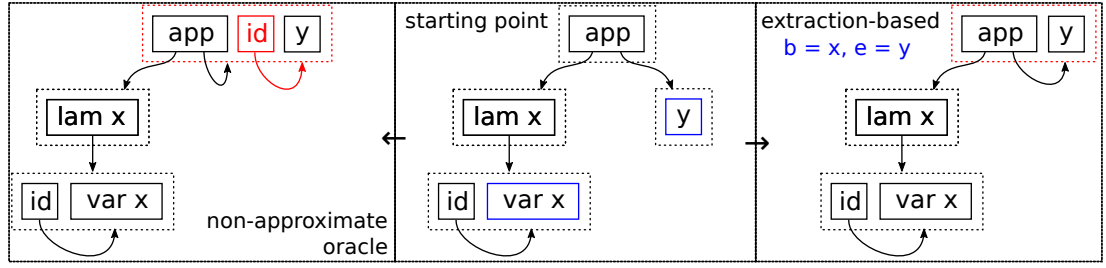 app id y
lam x
id var x
non-approximate
oracle
starting point
app
lam x
y
id var x
extraction-based
b = x, e = y
app y
lam x
id var x